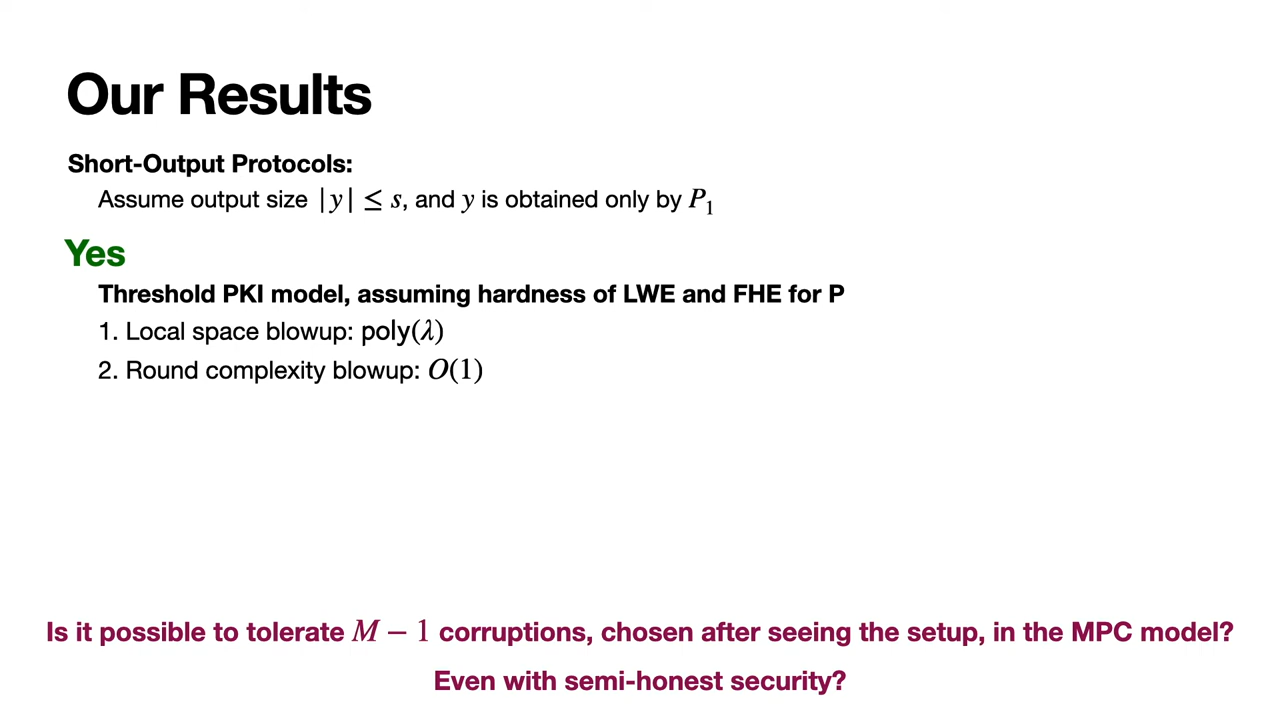 Our Results
Short-Output Protocols:
Assume output size |y| ≤ s, and y is obtained only by P₁
Yes
Threshold PKI model, assuming hardness of LWE and FHE for P
1. Local space blowup: poly(λ)
2. Round complexity blowup: O(1)
Is it possible to tolerate M − 1 corruptions, chosen after seeing the setup, in the MPC model?
Even with semi-honest security?